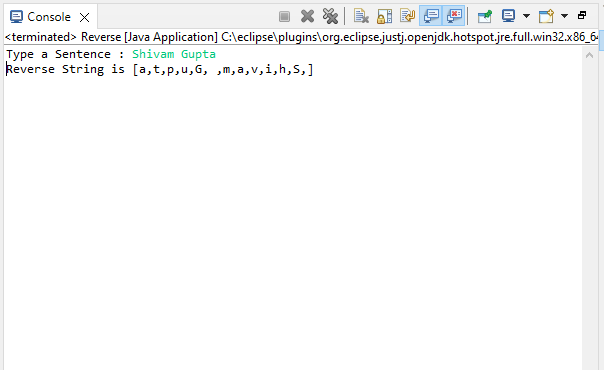 Console
<terminated> Reverse [Java Application] C:\eclipse\plugins\org.eclipse.justj.openjdk.hotspot.jre.full.win32.x86_64
Type a Sentence : Shivam Gupta
Reverse String is [a,t,p,u,G, ,m,a,v,i,h,S,]